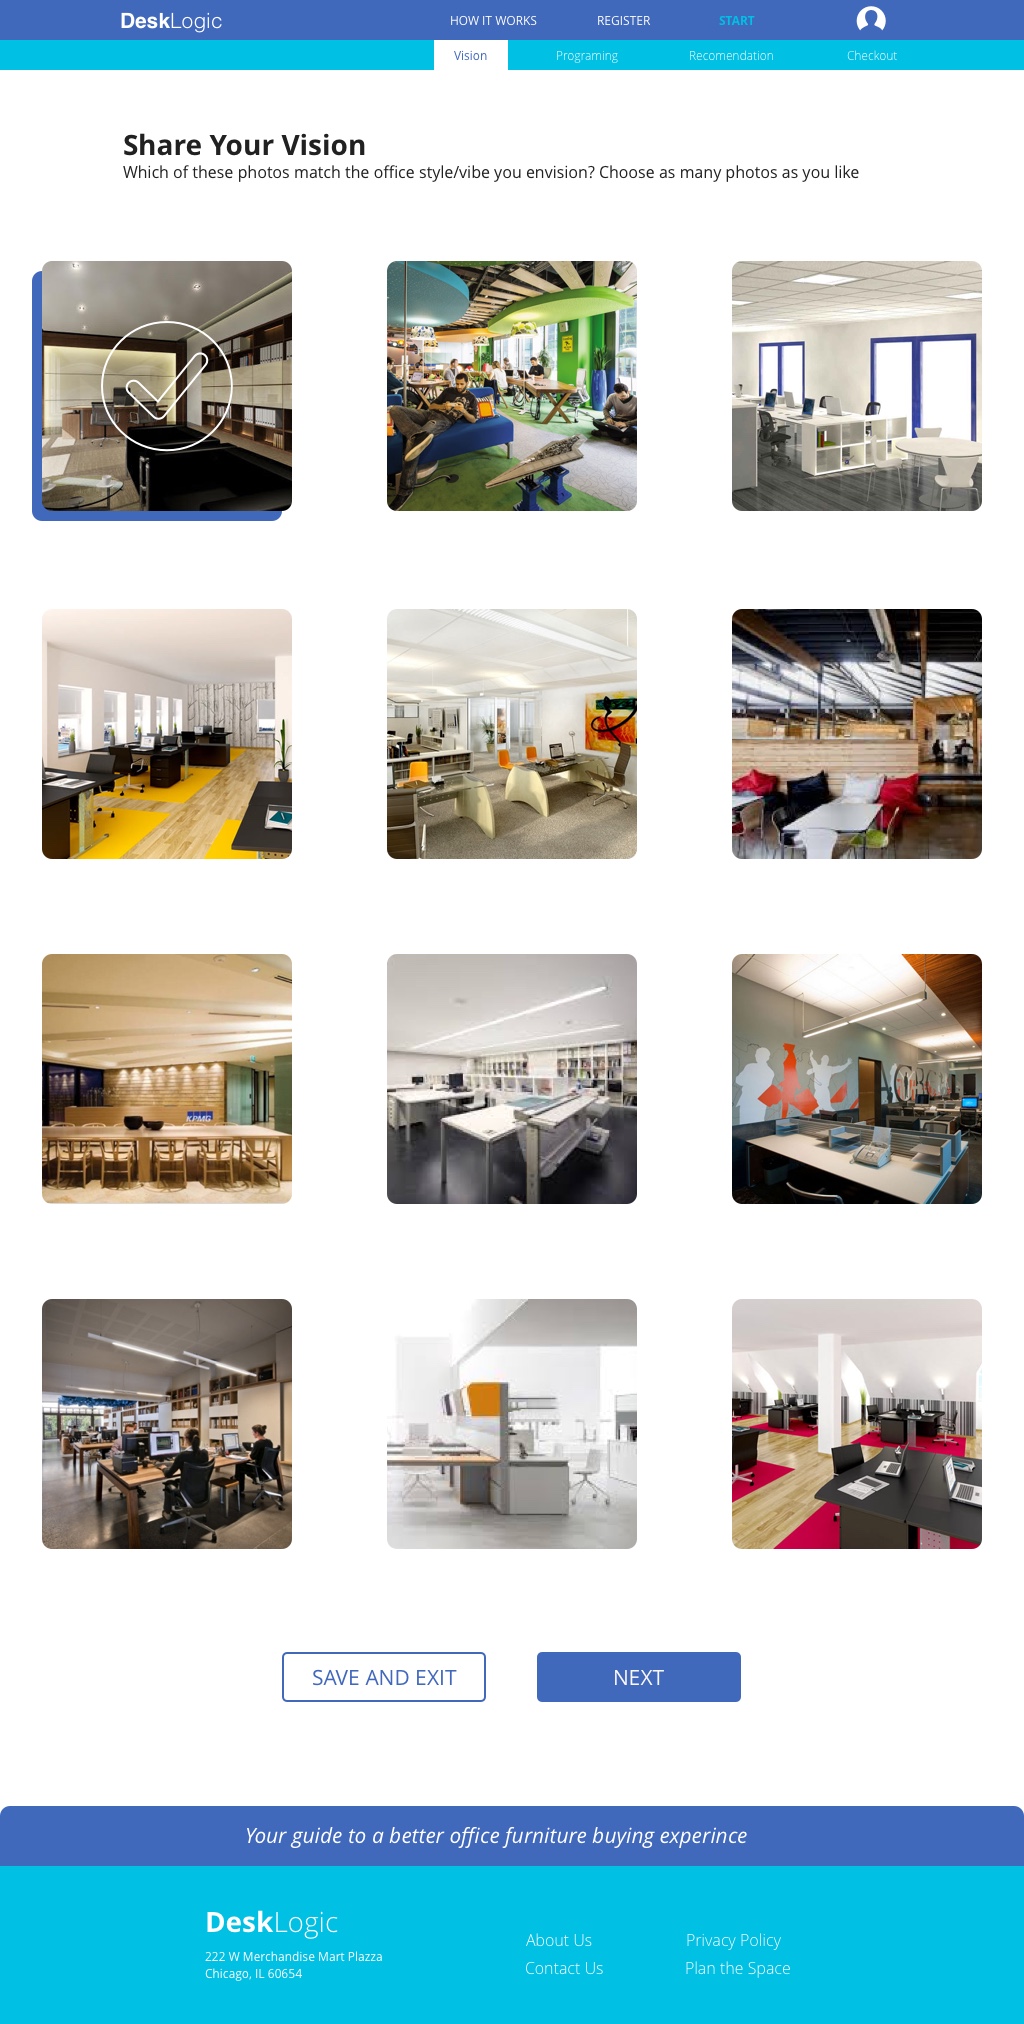 DeskLogic
HOW IT WORKS
REGISTER
START
Vision
Programing
Recomendation
Checkout
Share Your Vision
Which of these photos match the office style/vibe you envision? Choose as many photos as you like
KPMG
SAVE AND EXIT
NEXT
Your guide to a better office furniture buying experince
DeskLogic
222 W Merchandise Mart Plazza
Chicago, IL 60654
About Us
Privacy Policy
Contact Us
Plan the Space